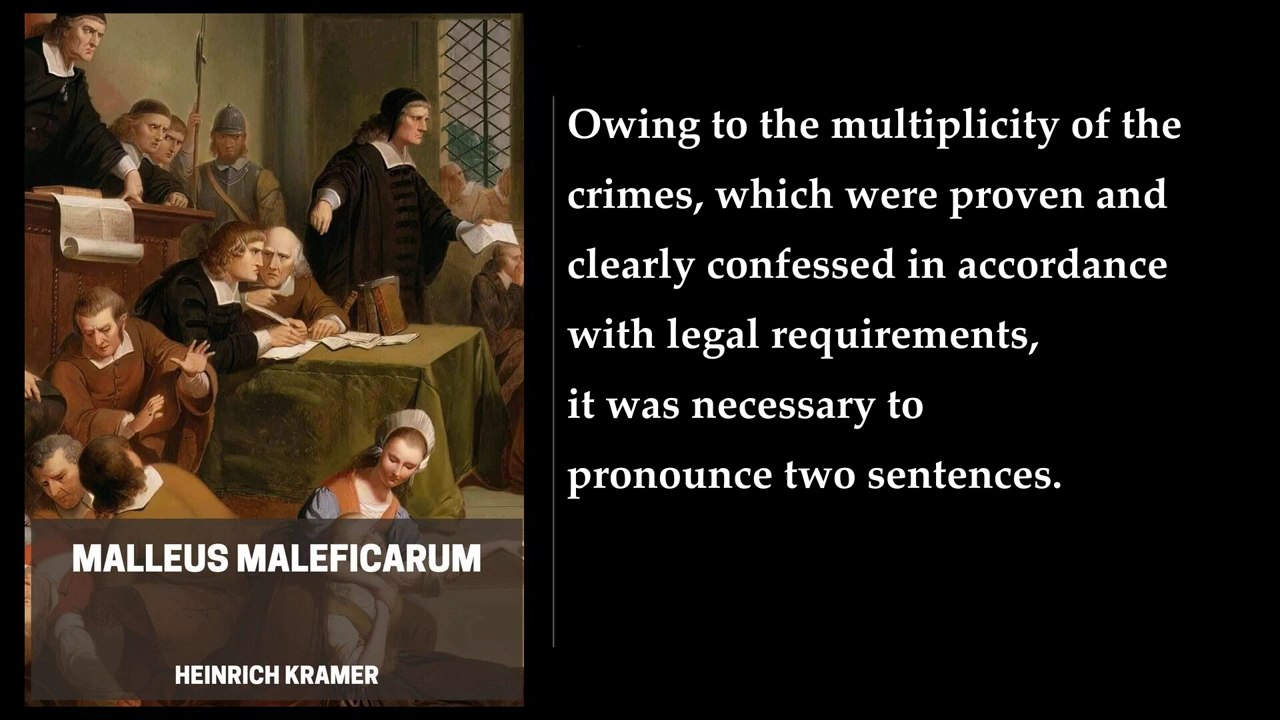 MALLEUS MALEFICARUM
HEINRICH KRAMER
Owing to the multiplicity of the
crimes, which were proven and
clearly confessed in accordance
with legal requirements,
it was necessary to
pronounce two sentences.